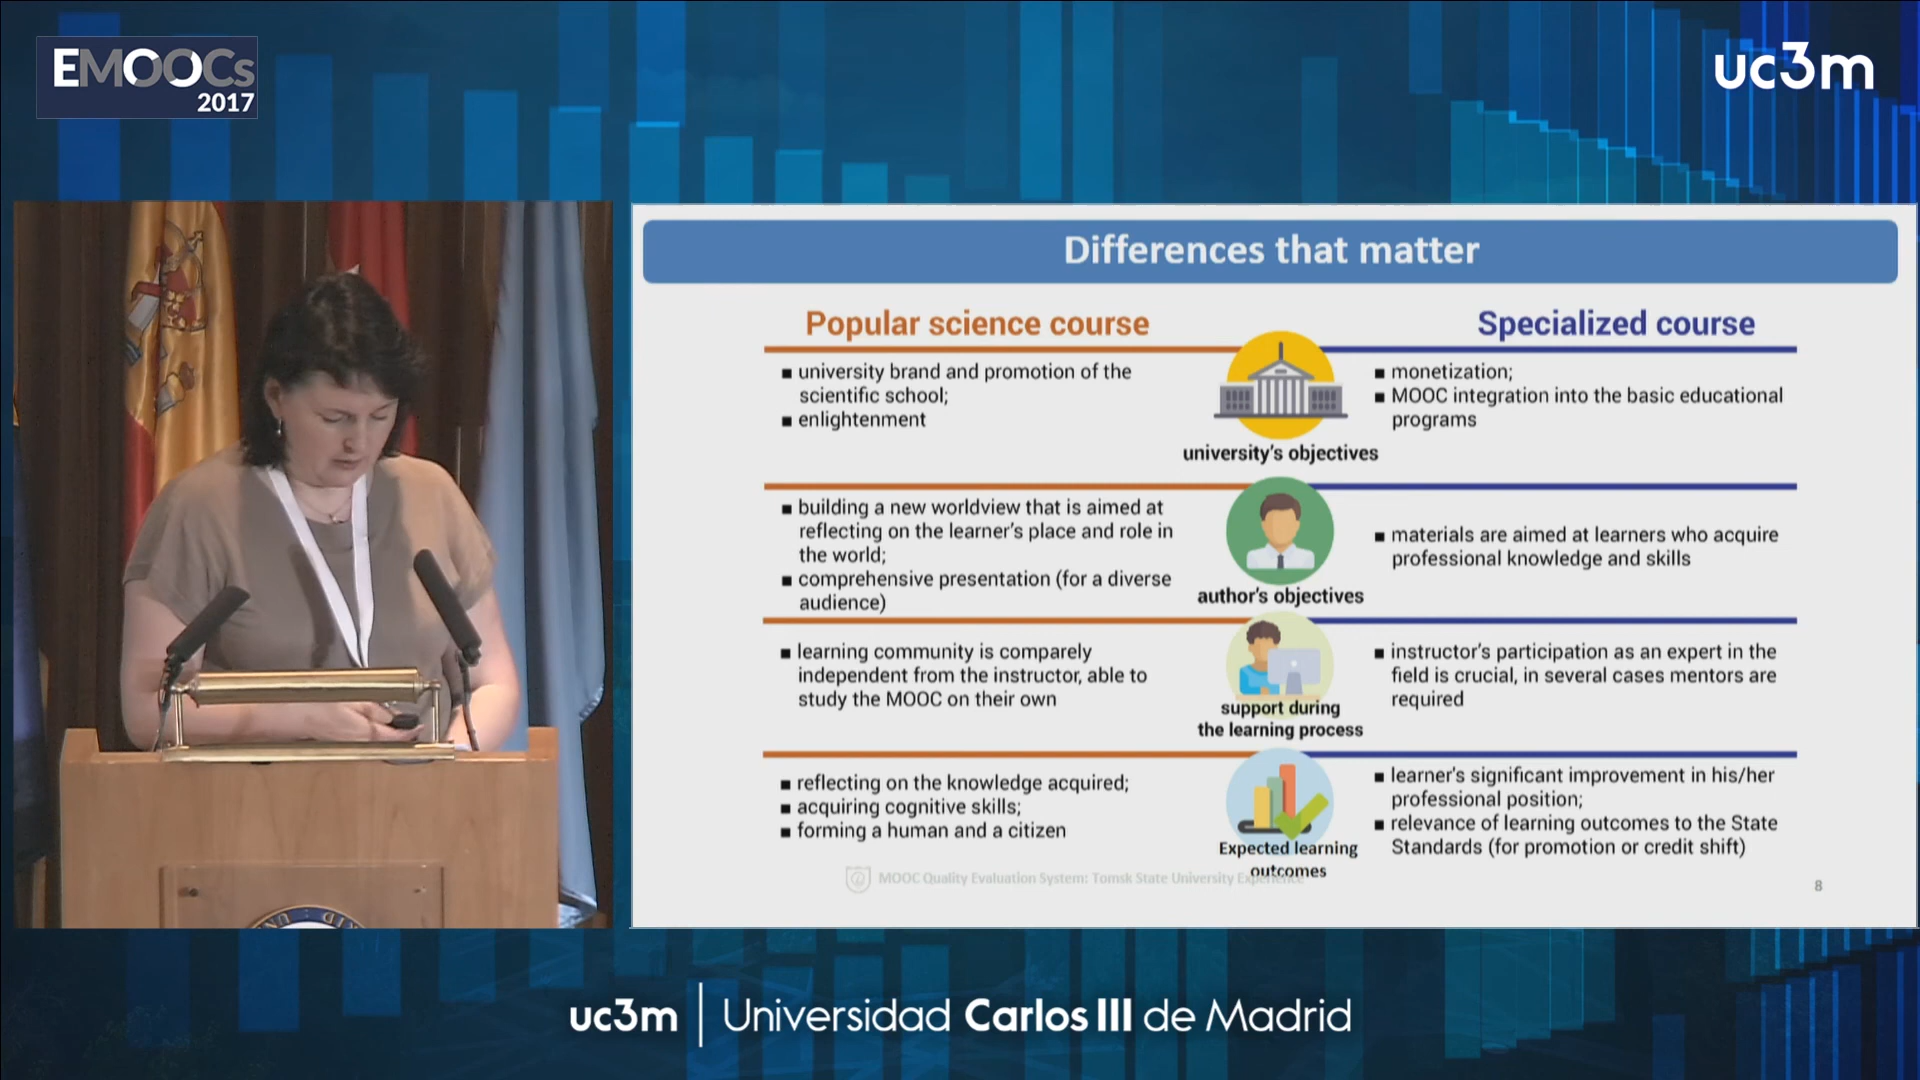 EMOOCs
2017
uc3m
Differences that matter
Popular science course
Specialized course
▪ university brand and promotion of the
scientific school;
▪ enlightenment
university's objectives
▪ monetization;
▪ MOOC integration into the basic educational
programs
▪ building a new worldview that is aimed at
reflecting on the learner's place and role in
the world;
▪ comprehensive presentation (for a diverse
audience)
author's objectives
▪ materials are aimed at learners who acquire
professional knowledge and skills
▪ learning community is comparely
independent from the instructor, able to
study the MOOC on their own
support during
the learning process
▪ instructor's participation as an expert in the
field is crucial, in several cases mentors are
required
▪ reflecting on the knowledge acquired;
▪ acquiring cognitive skills;
▪ forming a human and a citizen
Expected learning
outcomes
▪ learner's significant improvement in his/her
professional position;
▪ relevance of learning outcomes to the State
Standards (for promotion or credit shift)
MOOC Quality Evaluation System: Tomsk State University Experience
8
uc3m | Universidad Carlos III de Madrid